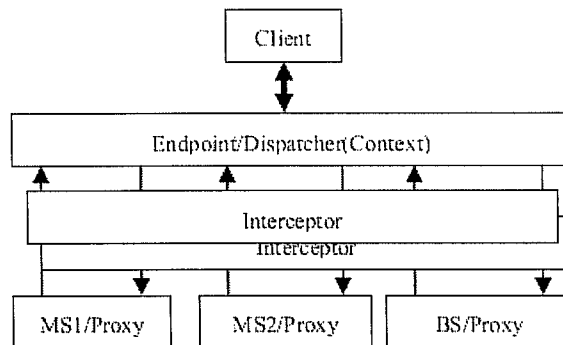 Client
Endpoint/Dispatcher(Context)
Interceptor
Interceptor
MS1/Proxy
MS2/Proxy
BS/Proxy